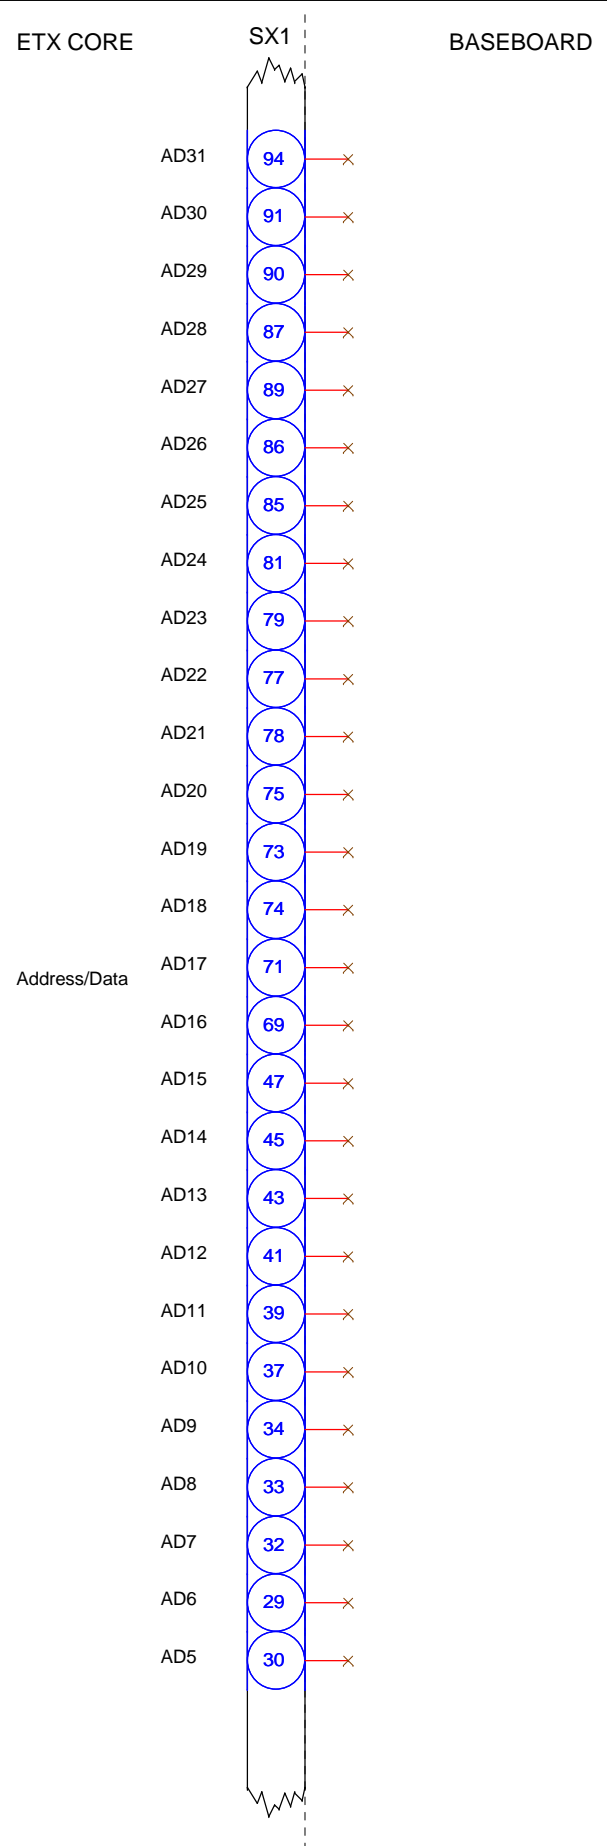 ETX CORE SX1 BASEBOARD
AD31 94
AD30 91
AD29 90
AD28 87
AD27 89
AD26 86
AD25 85
AD24 81
AD23 79
AD22 77
AD21 78
AD20 75
AD19 73
AD18 74
AD17 71
Address/Data
AD16 69
AD15 47
AD14 45
AD13 43
AD12 41
AD11 39
AD10 37
AD9 34
AD8 33
AD7 32
AD6 29
AD5 30